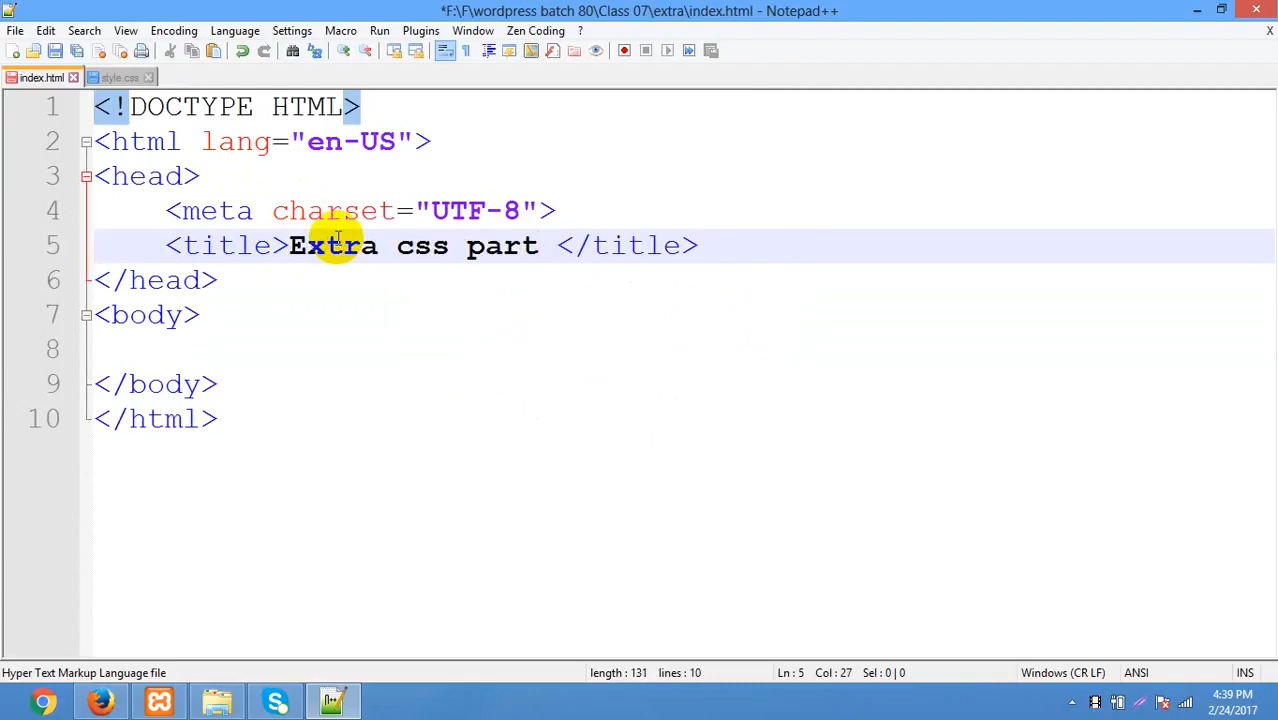 *F:\F\wordpress batch 80\Class 07\extra\index.html - Notepad++
File Edit Search View Encoding Language Settings Macro Run Plugins Window Zen Coding ? X
index.html style.css
1 <!DOCTYPE HTML>
2 <html lang="en-US">
3 <head>
4 <meta charset="UTF-8">
5 <title>Extra css part </title>
6 </head>
7 <body>
8
9 </body>
10 </html>
Hyper Text Markup Language file length : 131 lines : 10 Ln : 5 Col : 27 Sel : 0 | 0 Windows (CR LF) ANSI INS
4:39 PM
2/24/2017